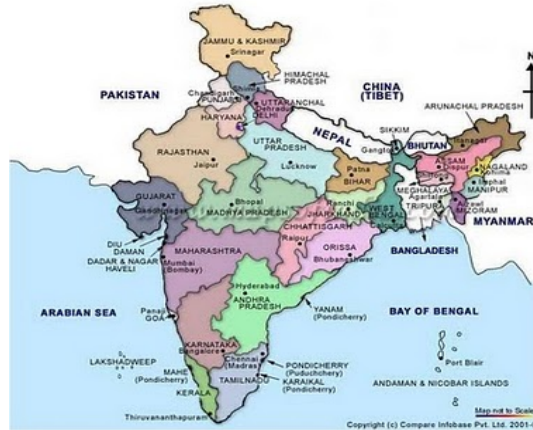 JAMMU & KASHMIR
Srinagar
HIMACHAL
PRADESH
Chandigarh
PUNJAB
PAKISTAN
CHINA
(TIBET)
N
UTTARANCHAL
Dehradun
DELHI
HARYANA
ARUNACHAL PRADESH
SIKKIM
Gangtok
NEPAL
BHUTAN
RAJASTHAN
Jaipur
UTTAR
PRADESH
Lucknow
ASSAM
Dispur
NAGALAND
Kohima
Patna
BIHAR
MEGHALAYA
Imphal
MANIPUR
Agartala
TRIPURA
MIZORAM
GUJARAT
Gandhinagar
Bhopal
MADHYA PRADESH
Ranchi
JHARKHAND
WEST
BENGAL
MYANMAR
CHHATTISGARH
Raipur
BANGLADESH
DIU
DAMAN
DADAR & NAGAR
HAVELI
MAHARASHTRA
Mumbai
(Bombay)
ORISSA
Bhubaneshwar
Hyderabad
ANDHRA
PRADESH
YANAM
(Pondicherry)
ARABIAN SEA
BAY OF BENGAL
Panaji
GOA
KARNATAKA
Bangalore
Chennai
(Madras)
PONDICHERRY
(Puduchcery)
KARAIKAL
(Pondicherry)
LAKSHADWEEP
MAHE
(Pondicherry)
KERALA
TAMILNADU
Thiruvananthapuram
Port Blair
ANDAMAN & NICOBAR ISLANDS
Map not to Scale
Copyright (c) Compare Infobase Pvt. Ltd. 2001-